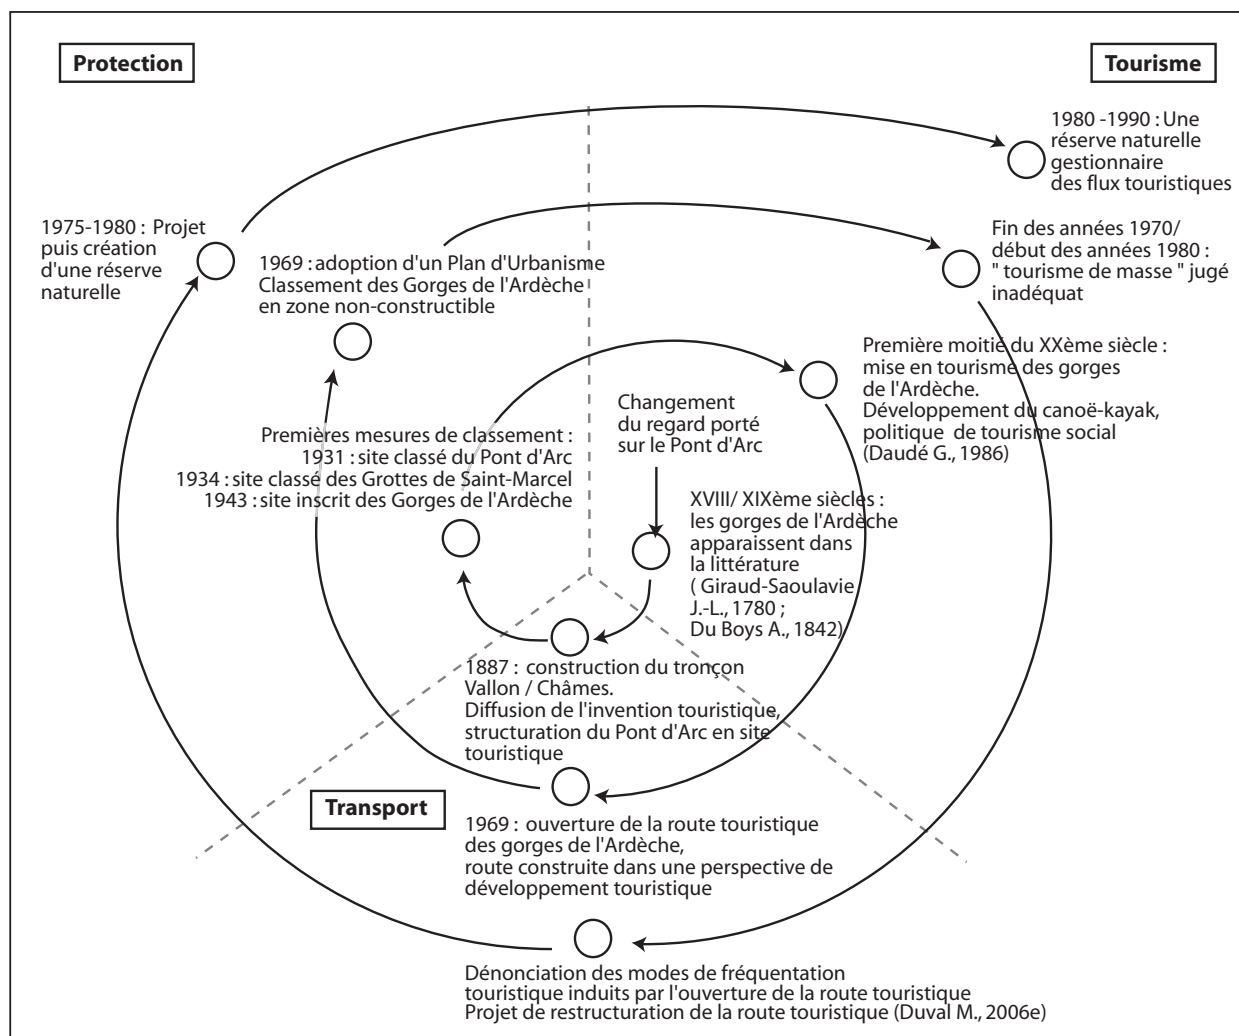 Protection
Tourisme
1980 -1990 : Une
réserve naturelle
gestionnaire
des flux touristiques
1975-1980 : Projet
puis création
d'une réserve
naturelle
1969 : adoption d'un Plan d'Urbanisme
Classement des Gorges de l'Ardèche
en zone non-constructible
Fin des années 1970/
début des années 1980 :
" tourisme de masse " jugé
inadéquat
Première moitié du XXème siècle :
mise en tourisme des gorges
de l'Ardèche.
Développement du canoë-kayak,
politique de tourisme social
(Daudé G., 1986)
Changement
du regard porté
sur le Pont d'Arc
Premières mesures de classement :
1931 : site classé du Pont d'Arc
1934 : site classé des Grottes de Saint-Marcel
1943 : site inscrit des Gorges de l'Ardèche
XVIII/ XIXème siècles :
les gorges de l'Ardèche
apparaissent dans
la littérature
( Giraud-Saoulavie
J.-L., 1780 ;
Du Boys A., 1842)
1887 : construction du tronçon
Vallon / Châmes.
Diffusion de l'invention touristique,
structuration du Pont d'Arc en site
touristique
Transport
1969 : ouverture de la route touristique
des gorges de l'Ardèche,
route construite dans une perspective de
développement touristique
Dénonciation des modes de fréquentation
touristique induits par l'ouverture de la route touristique
Projet de restructuration de la route touristique (Duval M., 2006e)